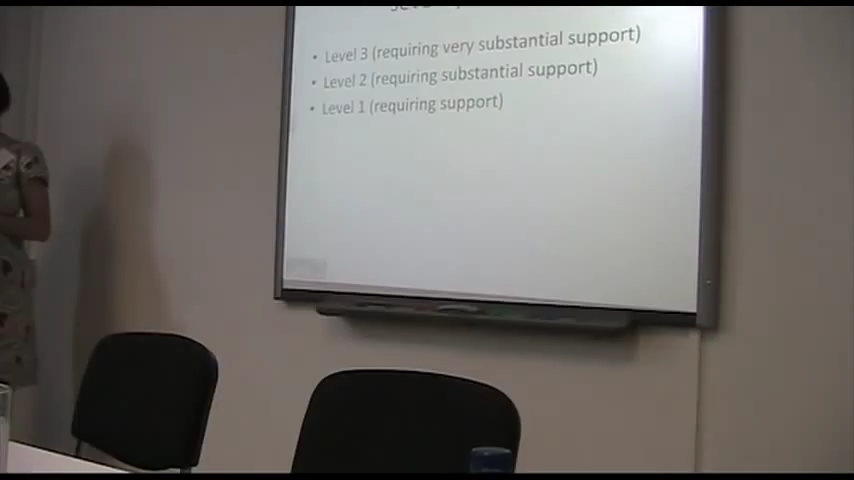 • Level 3 (requiring very substantial support)
• Level 2 (requiring substantial support)
• Level 1 (requiring support)